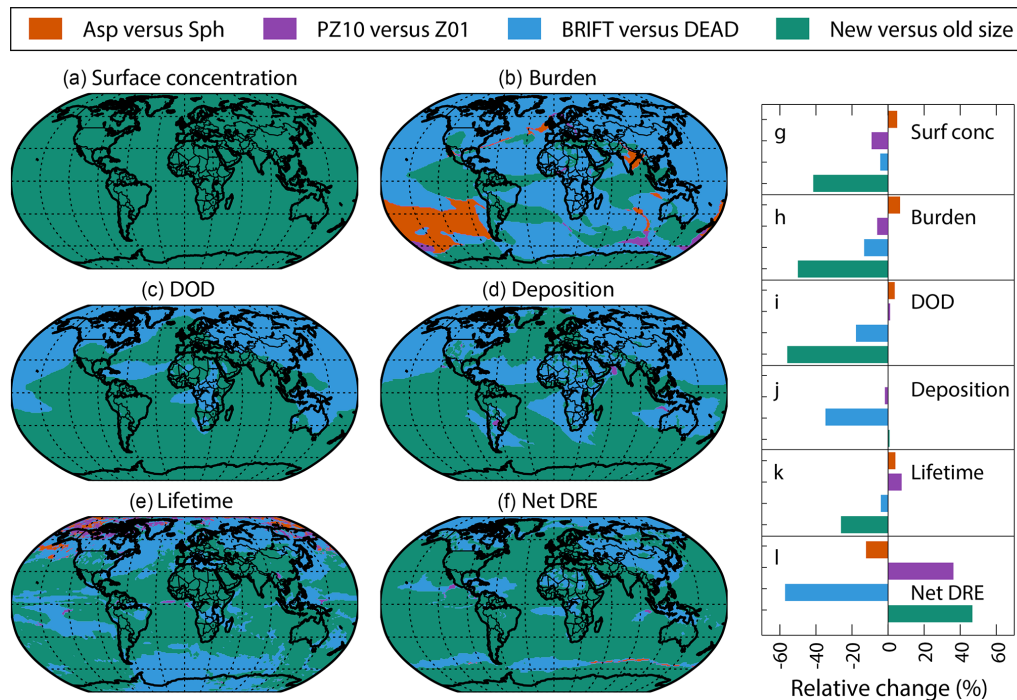 Asp versus Sph PZ10 versus Z01 BRIFT versus DEAD New versus old size
(a) Surface concentration
(b) Burden
(c) DOD
(d) Deposition
(e) Lifetime
(f) Net DRE
g Surf conc
h Burden
i DOD
j Deposition
k Lifetime
l
Net DRE
-60 -40 -20 0 20 40 60
Relative change (%)